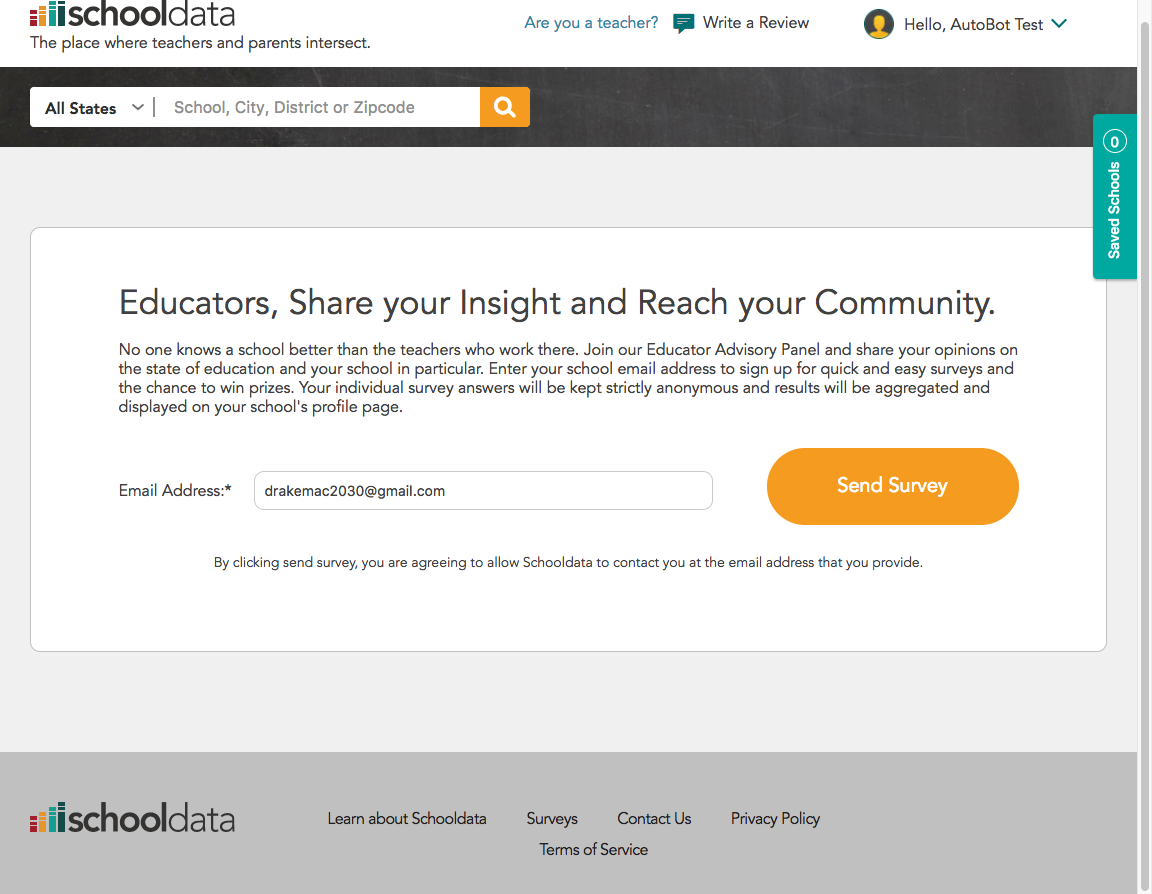 schooldata
The place where teachers and parents intersect.
Are you a teacher?
Write a Review
Hello, AutoBot Test
All States
School, City, District or Zipcode
0
Saved Schools
Educators, Share your Insight and Reach your Community.
No one knows a school better than the teachers who work there. Join our Educator Advisory Panel and share your opinions on
the state of education and your school in particular. Enter your school email address to sign up for quick and easy surveys and
the chance to win prizes. Your individual survey answers will be kept strictly anonymous and results will be aggregated and
displayed on your school's profile page.
Email Address:*
drakemac2030@gmail.com
Send Survey
By clicking send survey, you are agreeing to allow Schooldata to contact you at the email address that you provide.
schooldata
Learn about Schooldata
Surveys
Contact Us
Privacy Policy
Terms of Service